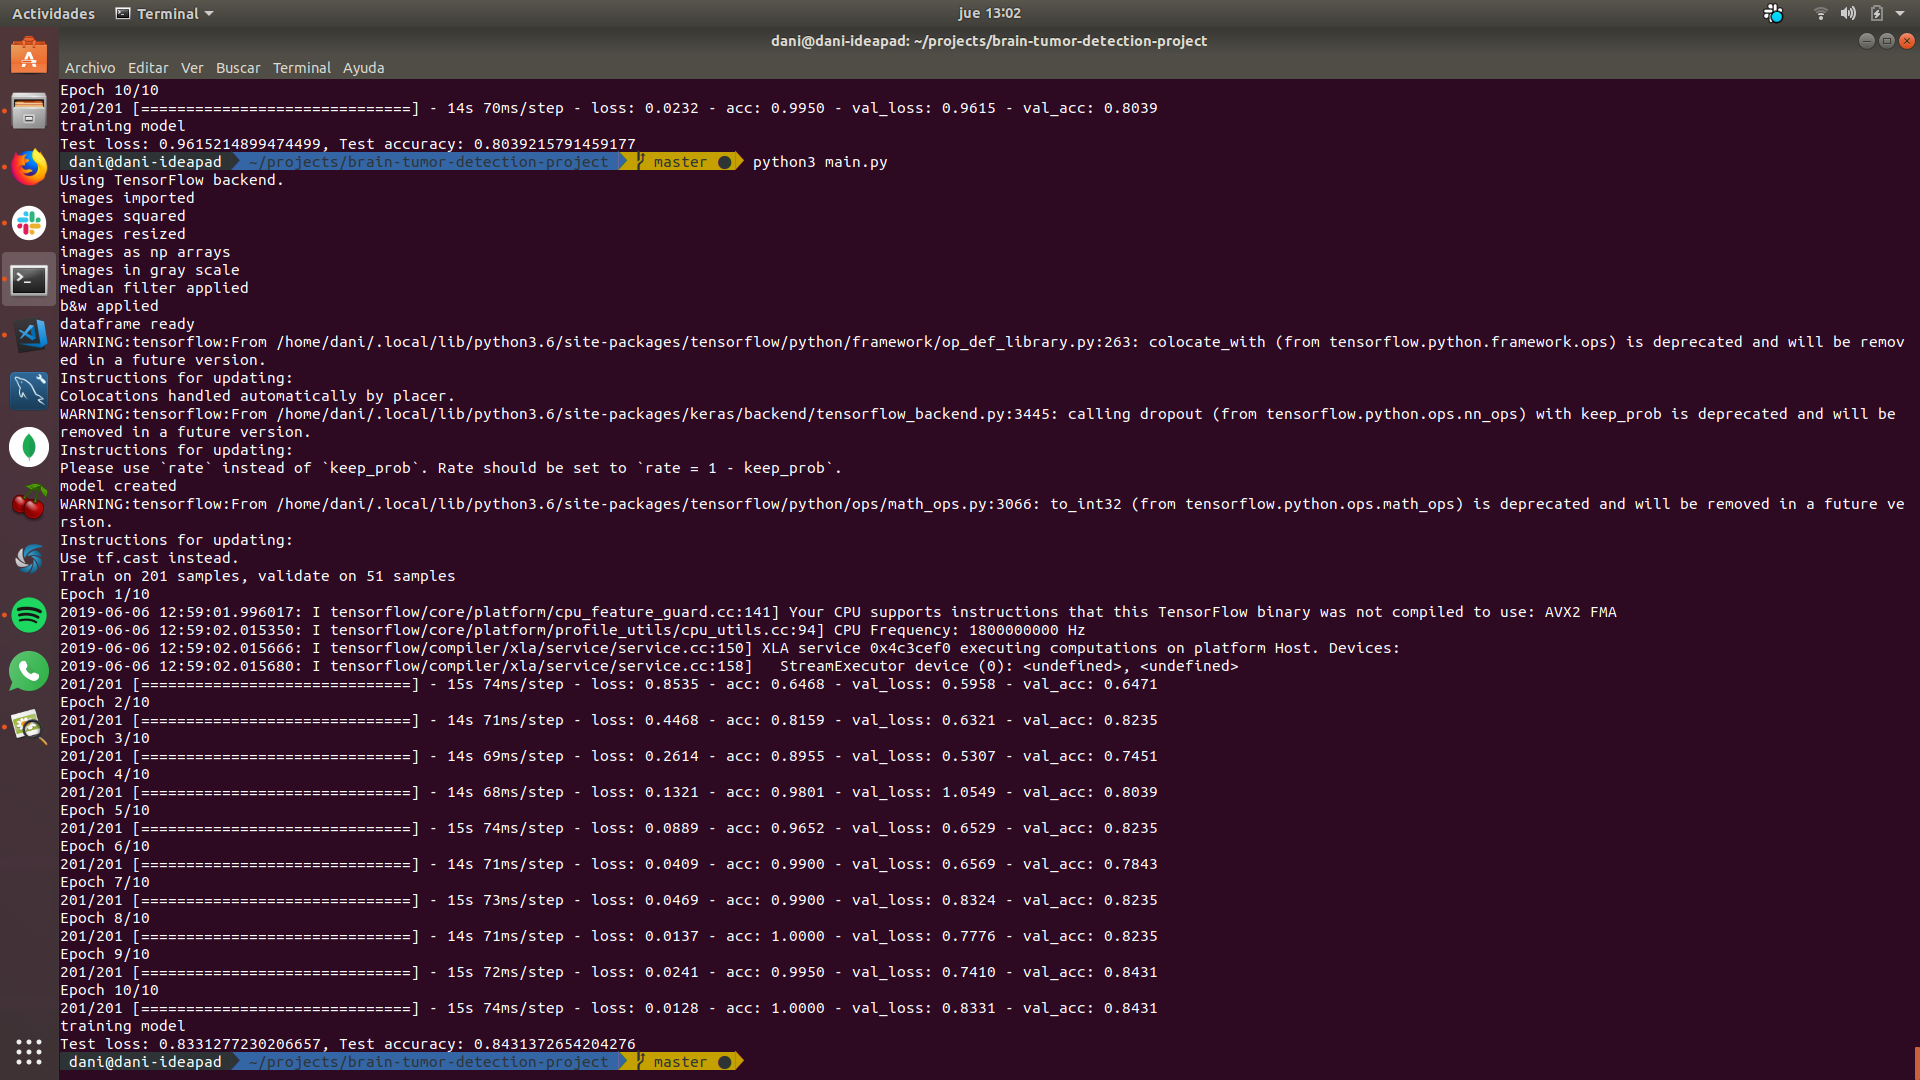 Actividades Terminal jue 13:02
dani@dani-ideapad: ~/projects/brain-tumor-detection-project
Archivo Editar Ver Buscar Terminal Ayuda
Epoch 10/10
201/201 [==============================] - 14s 70ms/step - loss: 0.0232 - acc: 0.9950 - val_loss: 0.9615 - val_acc: 0.8039
training model
Test loss: 0.9615214899474499, Test accuracy: 0.8039215791459177
dani@dani-ideapad ~/projects/brain-tumor-detection-project master ● python3 main.py
Using TensorFlow backend.
images imported
images squared
images resized
images as np arrays
images in gray scale
median filter applied
b&w applied
dataframe ready
WARNING:tensorflow:From /home/dani/.local/lib/python3.6/site-packages/tensorflow/python/framework/op_def_library.py:263: colocate_with (from tensorflow.python.framework.ops) is deprecated and will be remov
ed in a future version.
Instructions for updating:
Colocations handled automatically by placer.
WARNING:tensorflow:From /home/dani/.local/lib/python3.6/site-packages/keras/backend/tensorflow_backend.py:3445: calling dropout (from tensorflow.python.ops.nn_ops) with keep_prob is deprecated and will be
removed in a future version.
Instructions for updating:
Please use `rate` instead of `keep_prob`. Rate should be set to `rate = 1 - keep_prob`.
model created
WARNING:tensorflow:From /home/dani/.local/lib/python3.6/site-packages/tensorflow/python/ops/math_ops.py:3066: to_int32 (from tensorflow.python.ops.math_ops) is deprecated and will be removed in a future ve
rsion.
Instructions for updating:
Use tf.cast instead.
Train on 201 samples, validate on 51 samples
Epoch 1/10
2019-06-06 12:59:01.996017: I tensorflow/core/platform/cpu_feature_guard.cc:141] Your CPU supports instructions that this TensorFlow binary was not compiled to use: AVX2 FMA
2019-06-06 12:59:02.015350: I tensorflow/core/platform/profile_utils/cpu_utils.cc:94] CPU Frequency: 1800000000 Hz
2019-06-06 12:59:02.015666: I tensorflow/compiler/xla/service/service.cc:150] XLA service 0x4c3cef0 executing computations on platform Host. Devices:
2019-06-06 12:59:02.015680: I tensorflow/compiler/xla/service/service.cc:158]   StreamExecutor device (0): <undefined>, <undefined>
201/201 [==============================] - 15s 74ms/step - loss: 0.8535 - acc: 0.6468 - val_loss: 0.5958 - val_acc: 0.6471
Epoch 2/10
201/201 [==============================] - 14s 71ms/step - loss: 0.4468 - acc: 0.8159 - val_loss: 0.6321 - val_acc: 0.8235
Epoch 3/10
201/201 [==============================] - 14s 69ms/step - loss: 0.2614 - acc: 0.8955 - val_loss: 0.5307 - val_acc: 0.7451
Epoch 4/10
201/201 [==============================] - 14s 68ms/step - loss: 0.1321 - acc: 0.9801 - val_loss: 1.0549 - val_acc: 0.8039
Epoch 5/10
201/201 [==============================] - 15s 74ms/step - loss: 0.0889 - acc: 0.9652 - val_loss: 0.6529 - val_acc: 0.8235
Epoch 6/10
201/201 [==============================] - 14s 71ms/step - loss: 0.0409 - acc: 0.9900 - val_loss: 0.6569 - val_acc: 0.7843
Epoch 7/10
201/201 [==============================] - 15s 73ms/step - loss: 0.0469 - acc: 0.9900 - val_loss: 0.8324 - val_acc: 0.8235
Epoch 8/10
201/201 [==============================] - 14s 71ms/step - loss: 0.0137 - acc: 1.0000 - val_loss: 0.7776 - val_acc: 0.8235
Epoch 9/10
201/201 [==============================] - 15s 72ms/step - loss: 0.0241 - acc: 0.9950 - val_loss: 0.7410 - val_acc: 0.8431
Epoch 10/10
201/201 [==============================] - 15s 74ms/step - loss: 0.0128 - acc: 1.0000 - val_loss: 0.8331 - val_acc: 0.8431
training model
Test loss: 0.8331277230206657, Test accuracy: 0.8431372654204276
dani@dani-ideapad ~/projects/brain-tumor-detection-project master ●